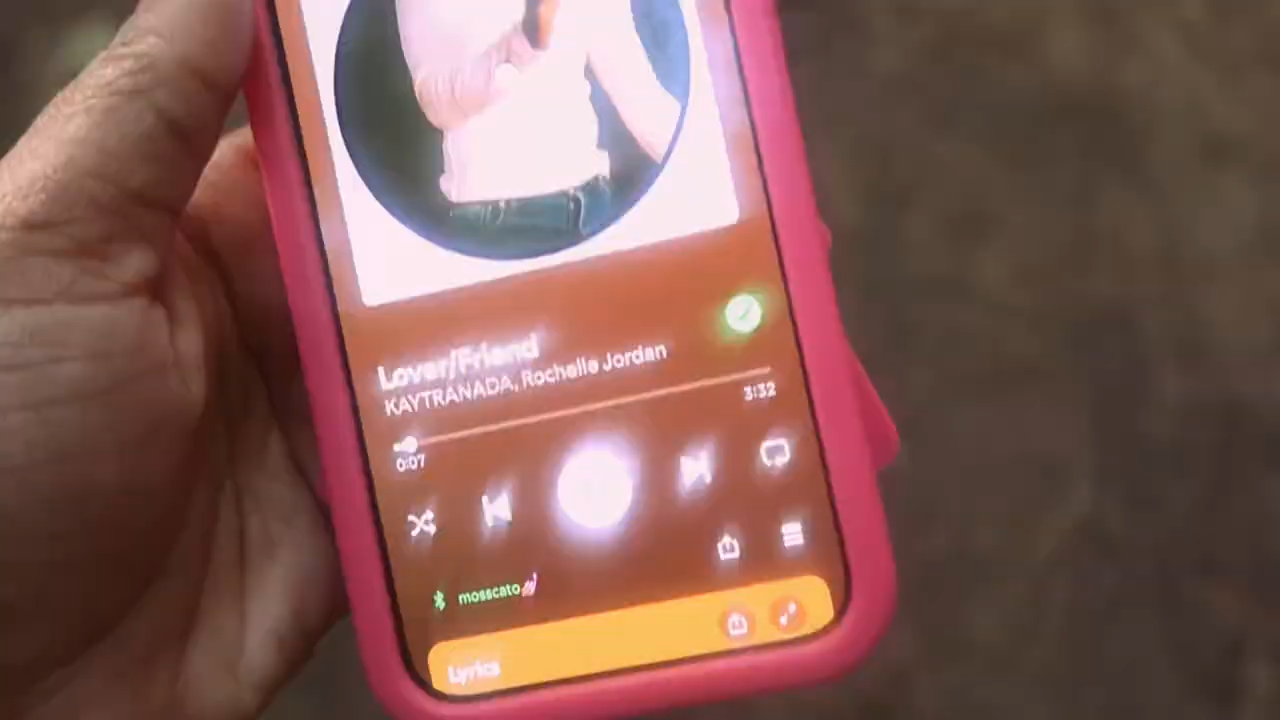 Lover/Friend
KAYTRANADA, Rochelle Jordan
0:07
3:32
mosscato💅🏻
Lyrics